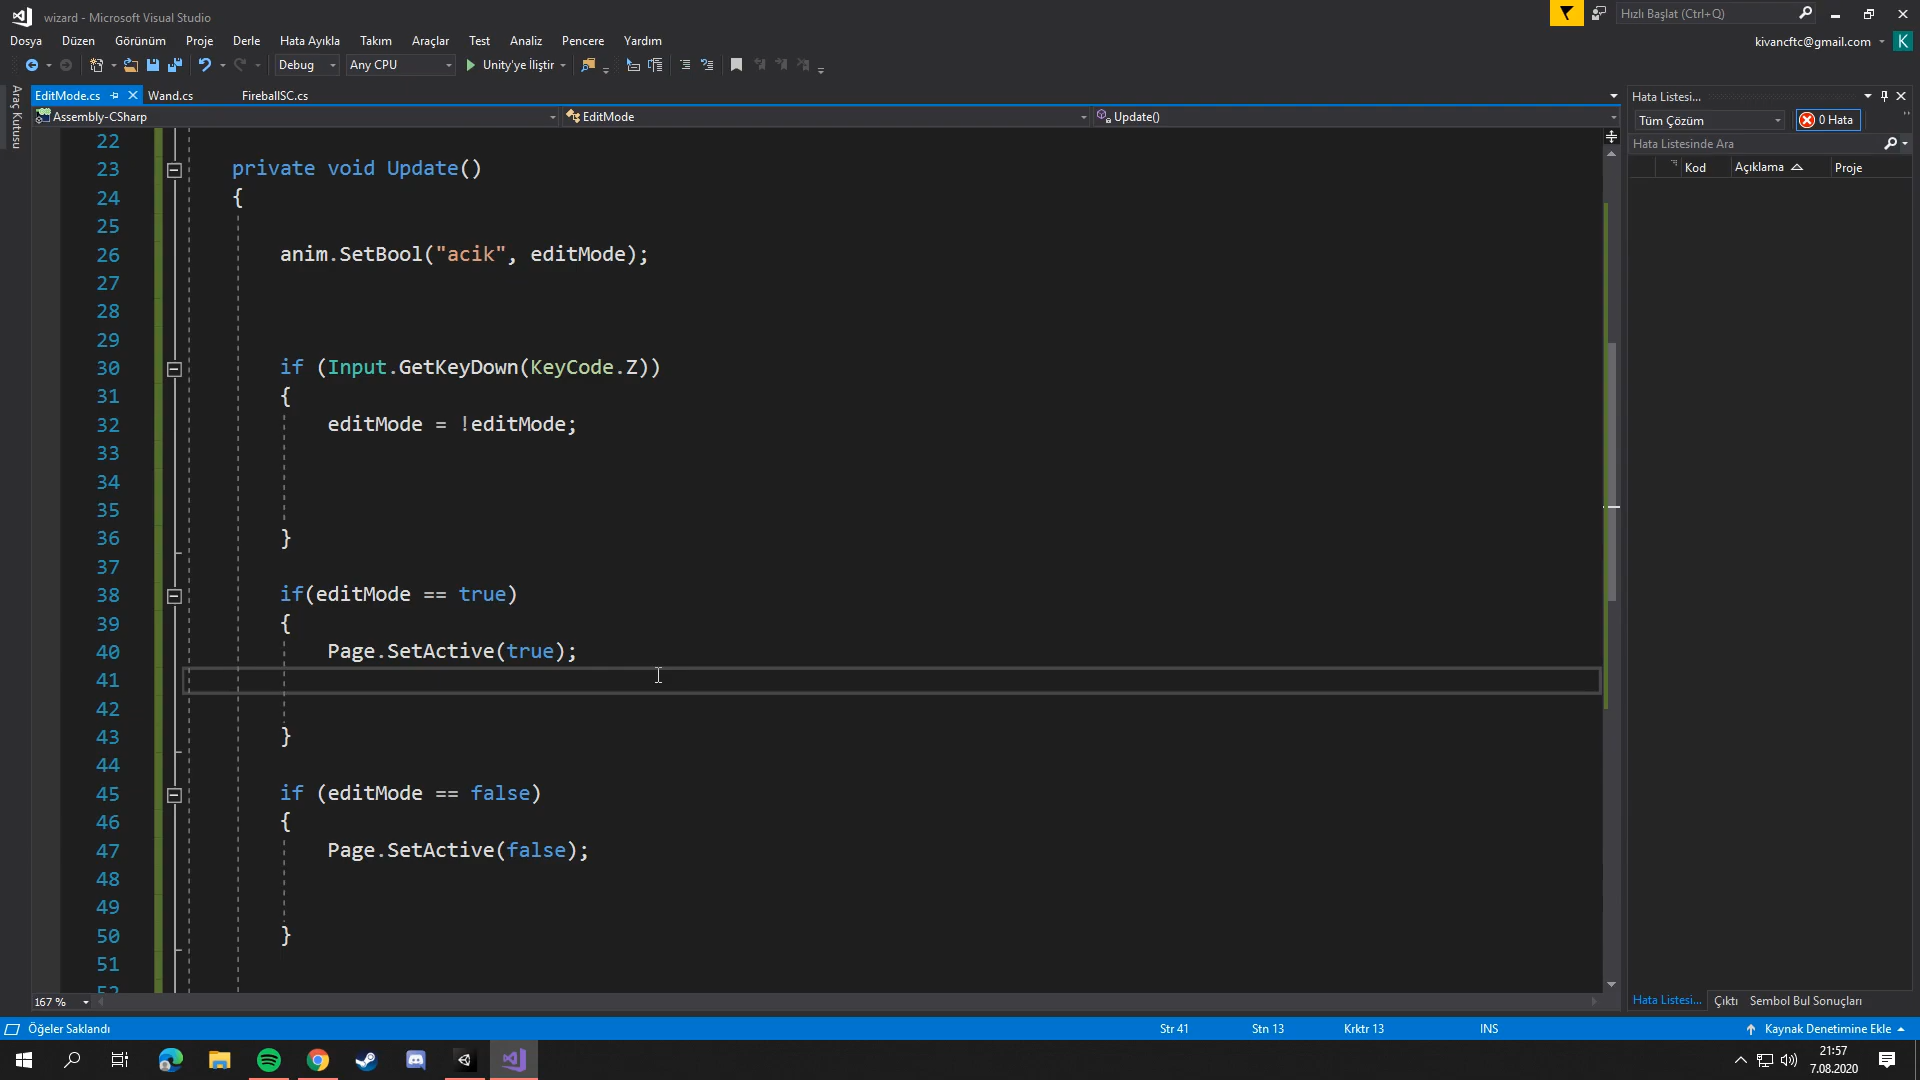 wizard - Microsoft Visual Studio
Hızlı Başlat (Ctrl+Q)
Dosya Düzen Görünüm Proje Derle Hata Ayıkla Takım Araçlar Test Analiz Pencere Yardım
kivancftc@gmail.com K
Debug Any CPU Unity'ye İliştir
Araç Kutusu
EditMode.cs Wand.cs FireballSC.cs
Assembly-CSharp EditMode Update()
22
23 private void Update()
24 {
25
26 anim.SetBool("acik", editMode);
27
28
29
30 if (Input.GetKeyDown(KeyCode.Z))
31 {
32 editMode = !editMode;
33
34
35
36 }
37
38 if(editMode == true)
39 {
40 Page.SetActive(true);
41
42
43 }
44
45 if (editMode == false)
46 {
47 Page.SetActive(false);
48
49
50 }
51
52
167 %
Hata Listesi...
Tüm Çözüm 0 Hata
Hata Listesinde Ara
Kod Açıklama Proje
Hata Listesi... Çıktı Sembol Bul Sonuçları
Öğeler Saklandı Str 41 Stn 13 Krktr 13 INS Kaynak Denetimine Ekle
21:57
7.08.2020